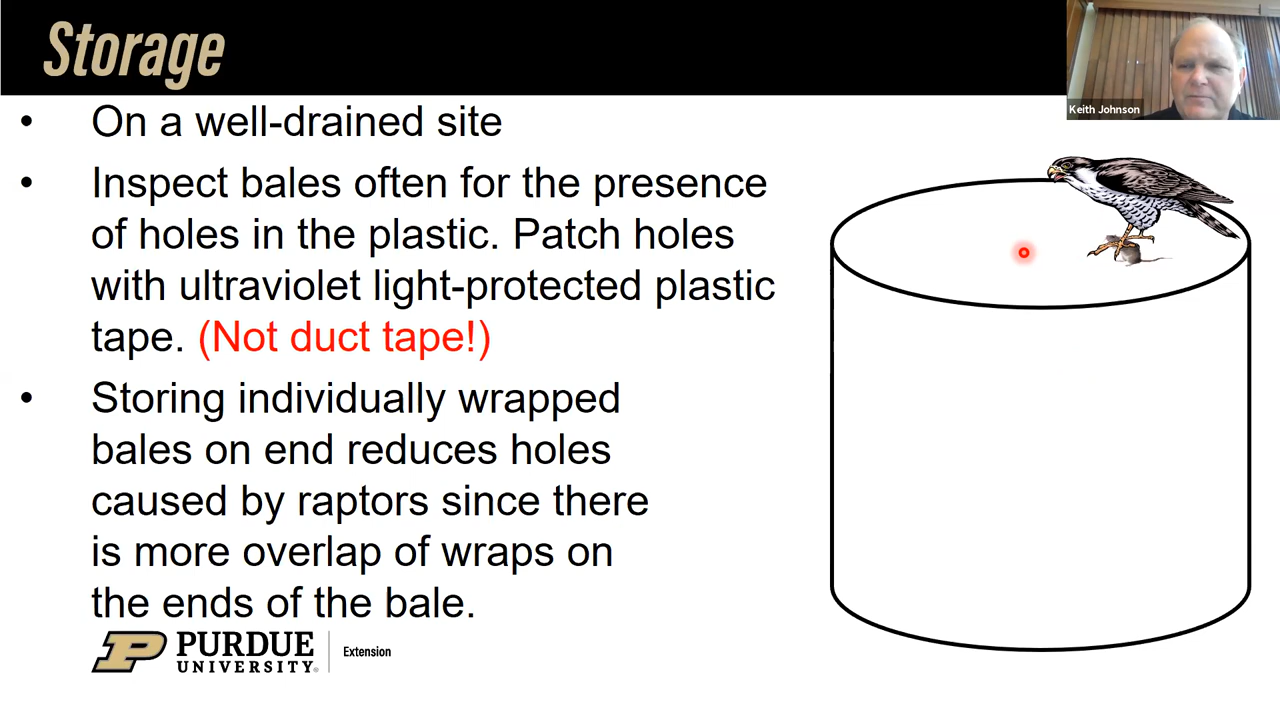 Storage
Keith Johnson
• On a well-drained site
• Inspect bales often for the presence
of holes in the plastic. Patch holes
with ultraviolet light-protected plastic
tape. (Not duct tape!)
• Storing individually wrapped
bales on end reduces holes
caused by raptors since there
is more overlap of wraps on
the ends of the bale.
PURDUE
UNIVERSITY®
Extension